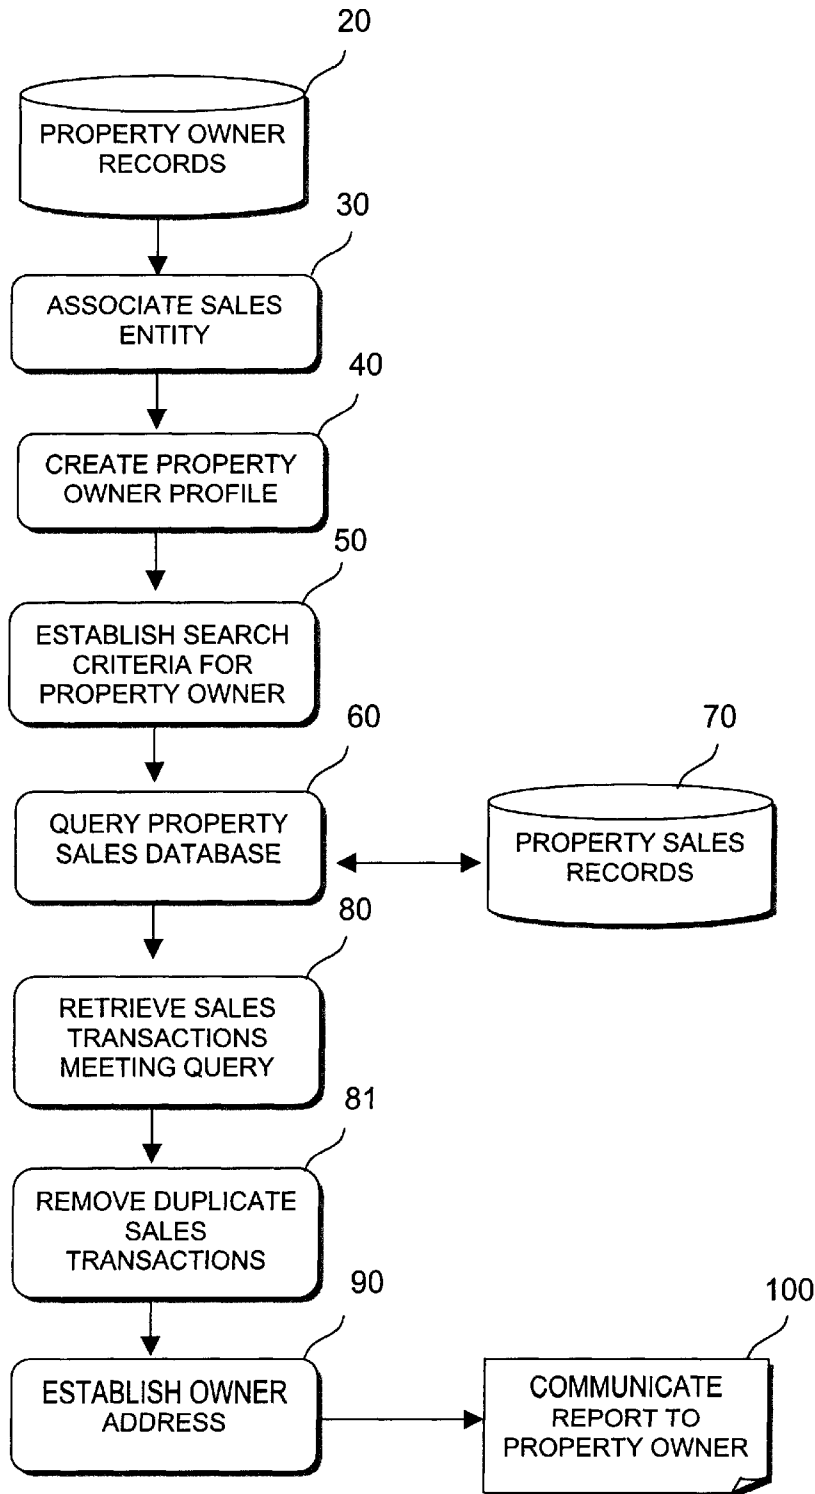 20
PROPERTY OWNER
RECORDS
30
ASSOCIATE SALES
ENTITY
40
CREATE PROPERTY
OWNER PROFILE
50
ESTABLISH SEARCH
CRITERIA FOR
PROPERTY OWNER
60
QUERY PROPERTY
SALES DATABASE
70
PROPERTY SALES
RECORDS
80
RETRIEVE SALES
TRANSACTIONS
MEETING QUERY
81
REMOVE DUPLICATE
SALES
TRANSACTIONS
90
ESTABLISH OWNER
ADDRESS
100
COMMUNICATE
REPORT TO
PROPERTY OWNER